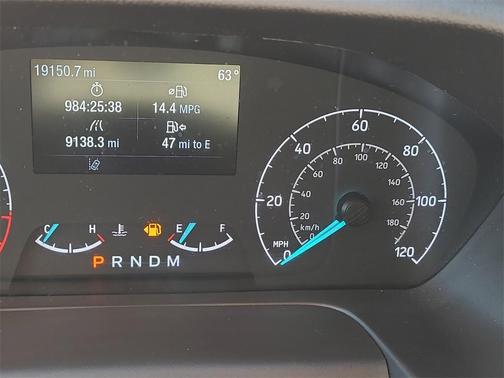 19150.7 mi 63°
984:25:38 ⌀ 14.4 MPG
9138.3 mi 47 mi to E
C H E F
P R N D M
0 20 40 60 80 100 120
MPH
0 20 40 60 80 100 120 140 160 180
km/h